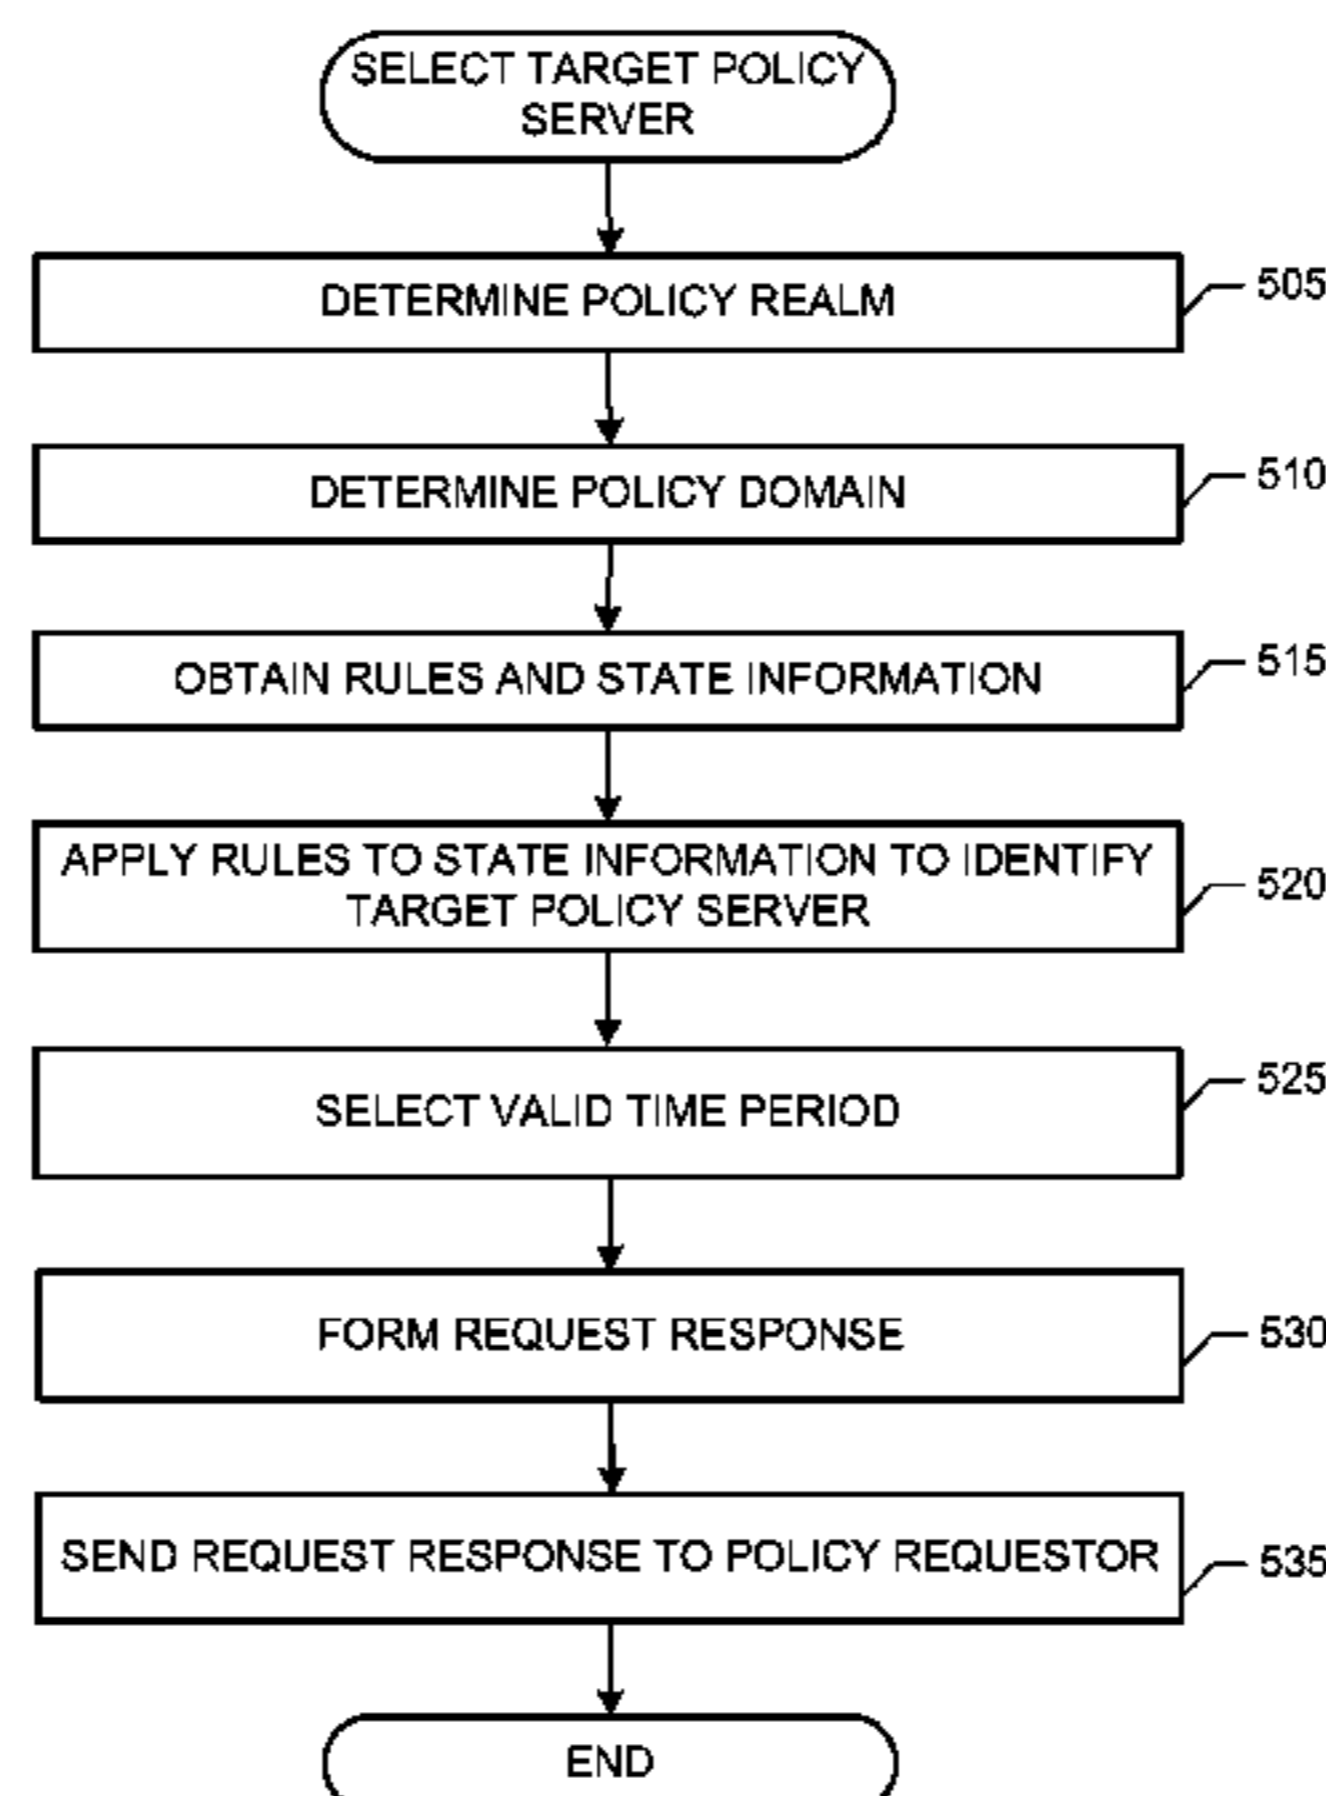 SELECT TARGET POLICY
SERVER
DETERMINE POLICY REALM
505
DETERMINE POLICY DOMAIN
510
OBTAIN RULES AND STATE INFORMATION
515
APPLY RULES TO STATE INFORMATION TO IDENTIFY
TARGET POLICY SERVER
520
SELECT VALID TIME PERIOD
525
FORM REQUEST RESPONSE
530
SEND REQUEST RESPONSE TO POLICY REQUESTOR
535
END